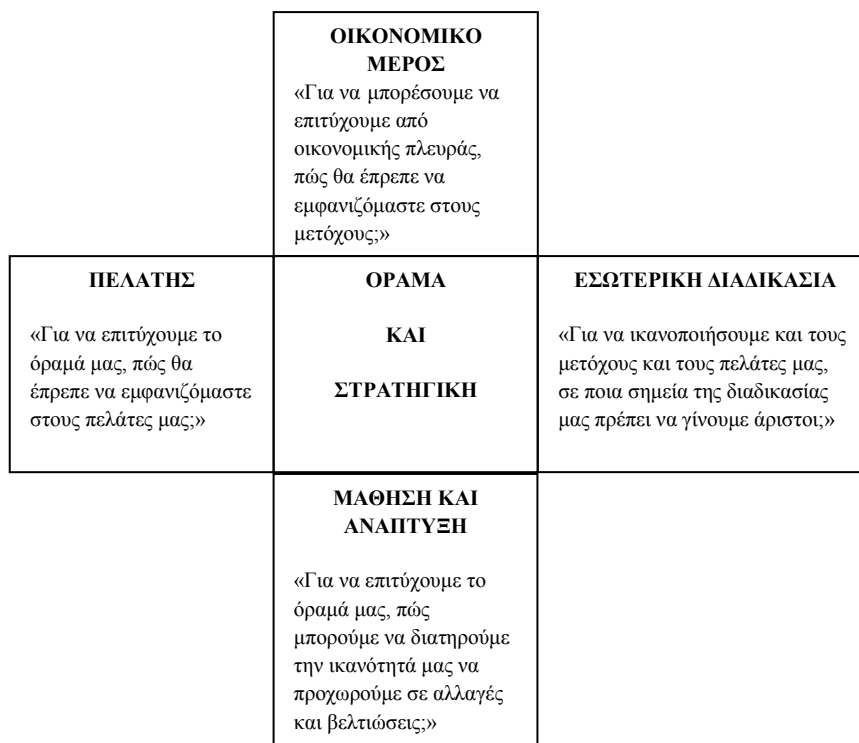 ΟΙΚΟΝΟΜΙΚΟ
ΜΕΡΟΣ
«Για να μπορέσουμε να
επιτύχουμε από
οικονομικής πλευράς,
πώς θα έπρεπε να
εμφανιζόμαστε στους
μετόχους;»
ΠΕΛΑΤΗΣ
«Για να επιτύχουμε το
όραμά μας, πώς θα
έπρεπε να εμφανιζόμαστε
στους πελάτες μας;»
ΟΡΑΜΑ
ΚΑΙ
ΣΤΡΑΤΗΓΙΚΗ
ΕΣΩΤΕΡΙΚΗ ΔΙΑΔΙΚΑΣΙΑ
«Για να ικανοποιήσουμε και τους
μετόχους και τους πελάτες μας,
σε ποια σημεία της διαδικασίας
μας πρέπει να γίνουμε άριστοι;»
ΜΑΘΗΣΗ ΚΑΙ
ΑΝΑΠΤΥΞΗ
«Για να επιτύχουμε το
όραμά μας, πώς
μπορούμε να διατηρούμε
την ικανότητά μας να
προχωρούμε σε αλλαγές
και βελτιώσεις;»